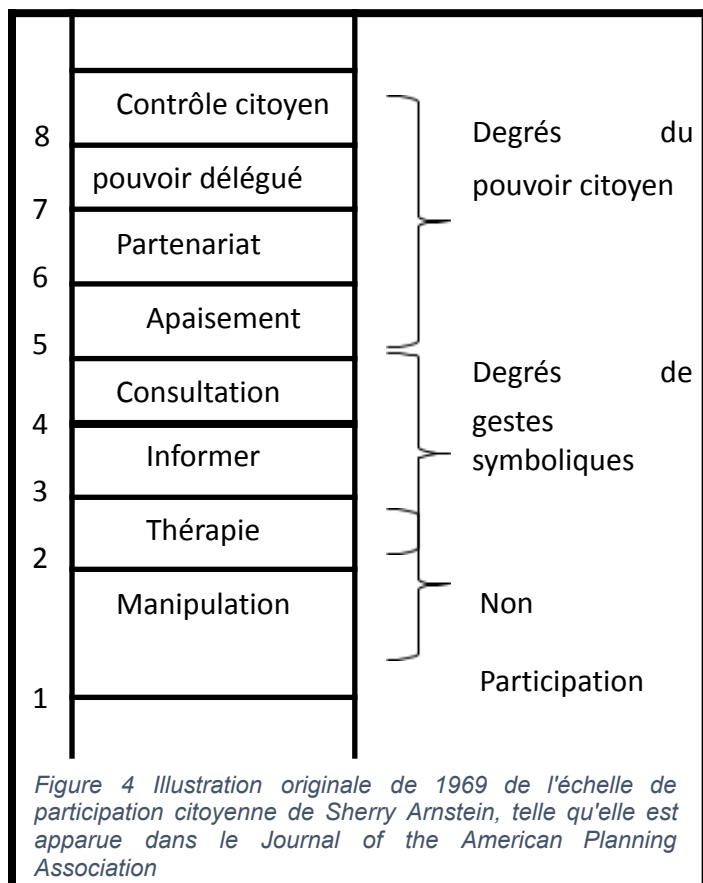 Contrôle citoyen
8
pouvoir délégué
7
Partenariat
6
Apaisement
5
Consultation
4
Informer
3
Thérapie
2
Manipulation
1
Degrés du
pouvoir citoyen
Degrés de
gestes
symboliques
Non
Participation
Figure 4 Illustration originale de 1969 de l'échelle de
participation citoyenne de Sherry Arnstein, telle qu'elle est
apparue dans le Journal of the American Planning
Association